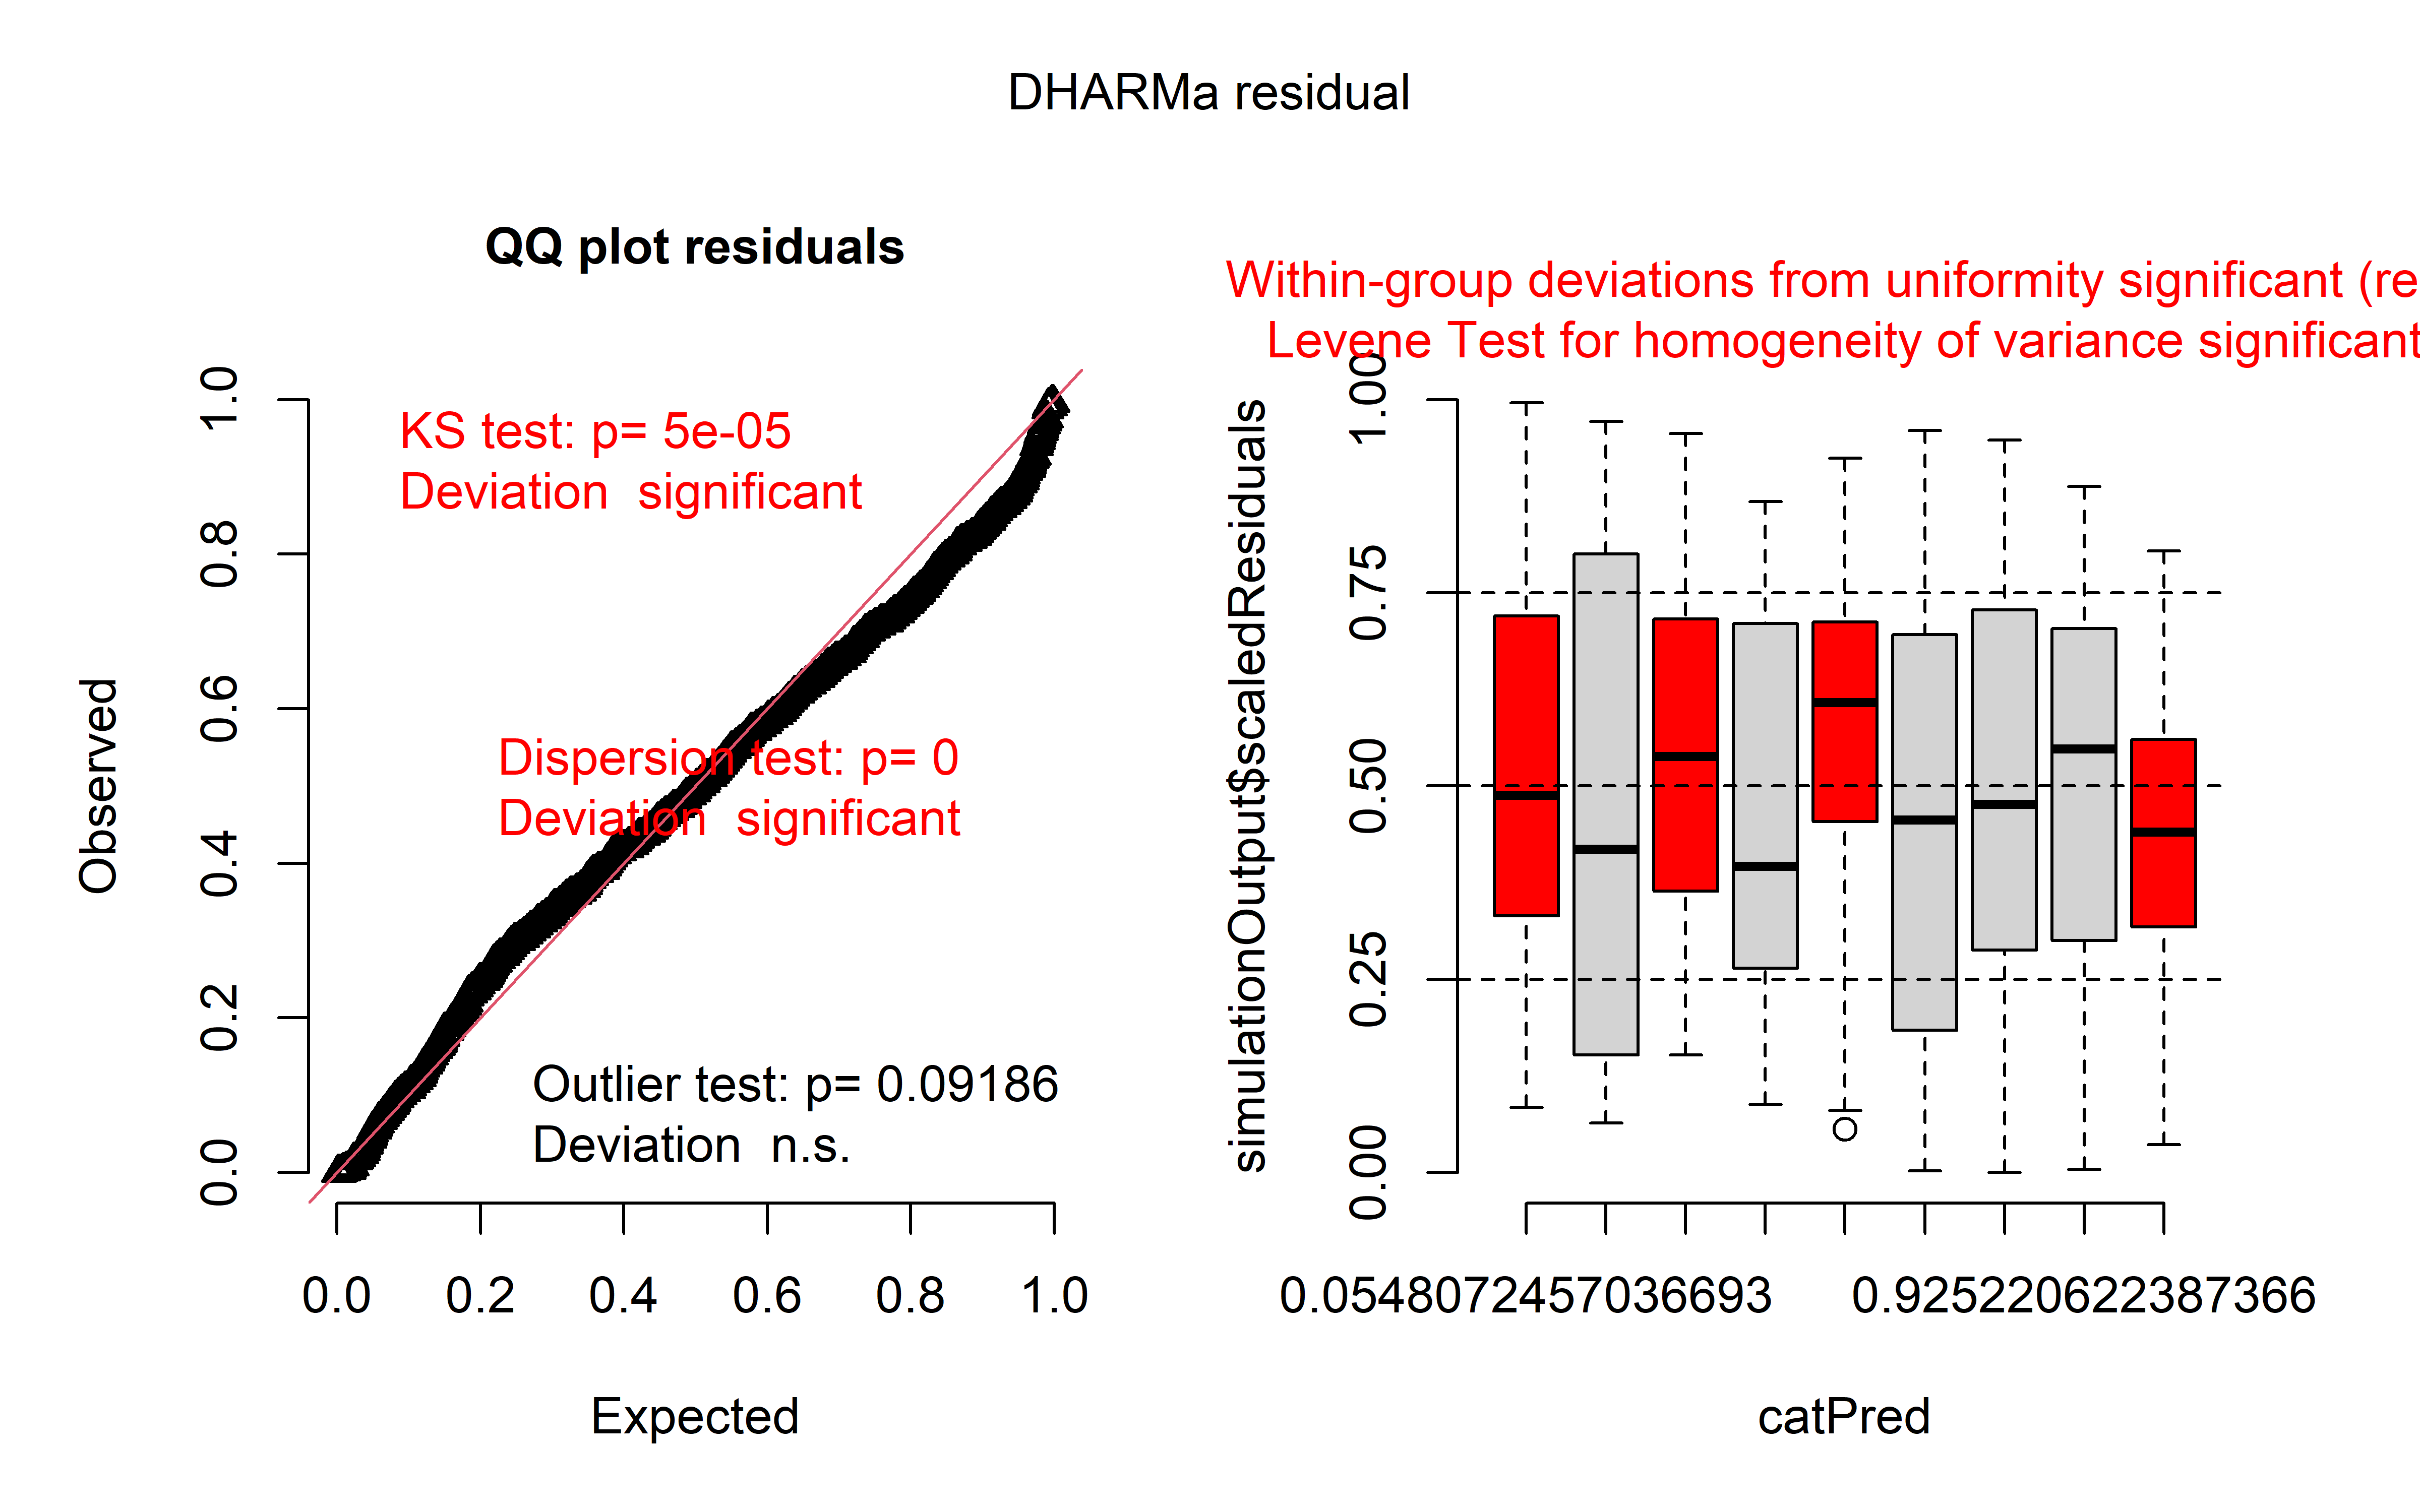 DHARMa residual
QQ plot residuals
KS test: p= 5e-05
Deviation  significant
Dispersion test: p= 0
Deviation  significant
Outlier test: p= 0.09186
Deviation  n.s.
Observed
0.0 0.2 0.4 0.6 0.8 1.0
0.0 0.2 0.4 0.6 0.8 1.0
Expected
Within-group deviations from uniformity significant (re
Levene Test for homogeneity of variance significant
simulationOutput$scaledResiduals
0.00 0.25 0.50 0.75 1.00
0.0548072457036693 0.925220622387366
catPred